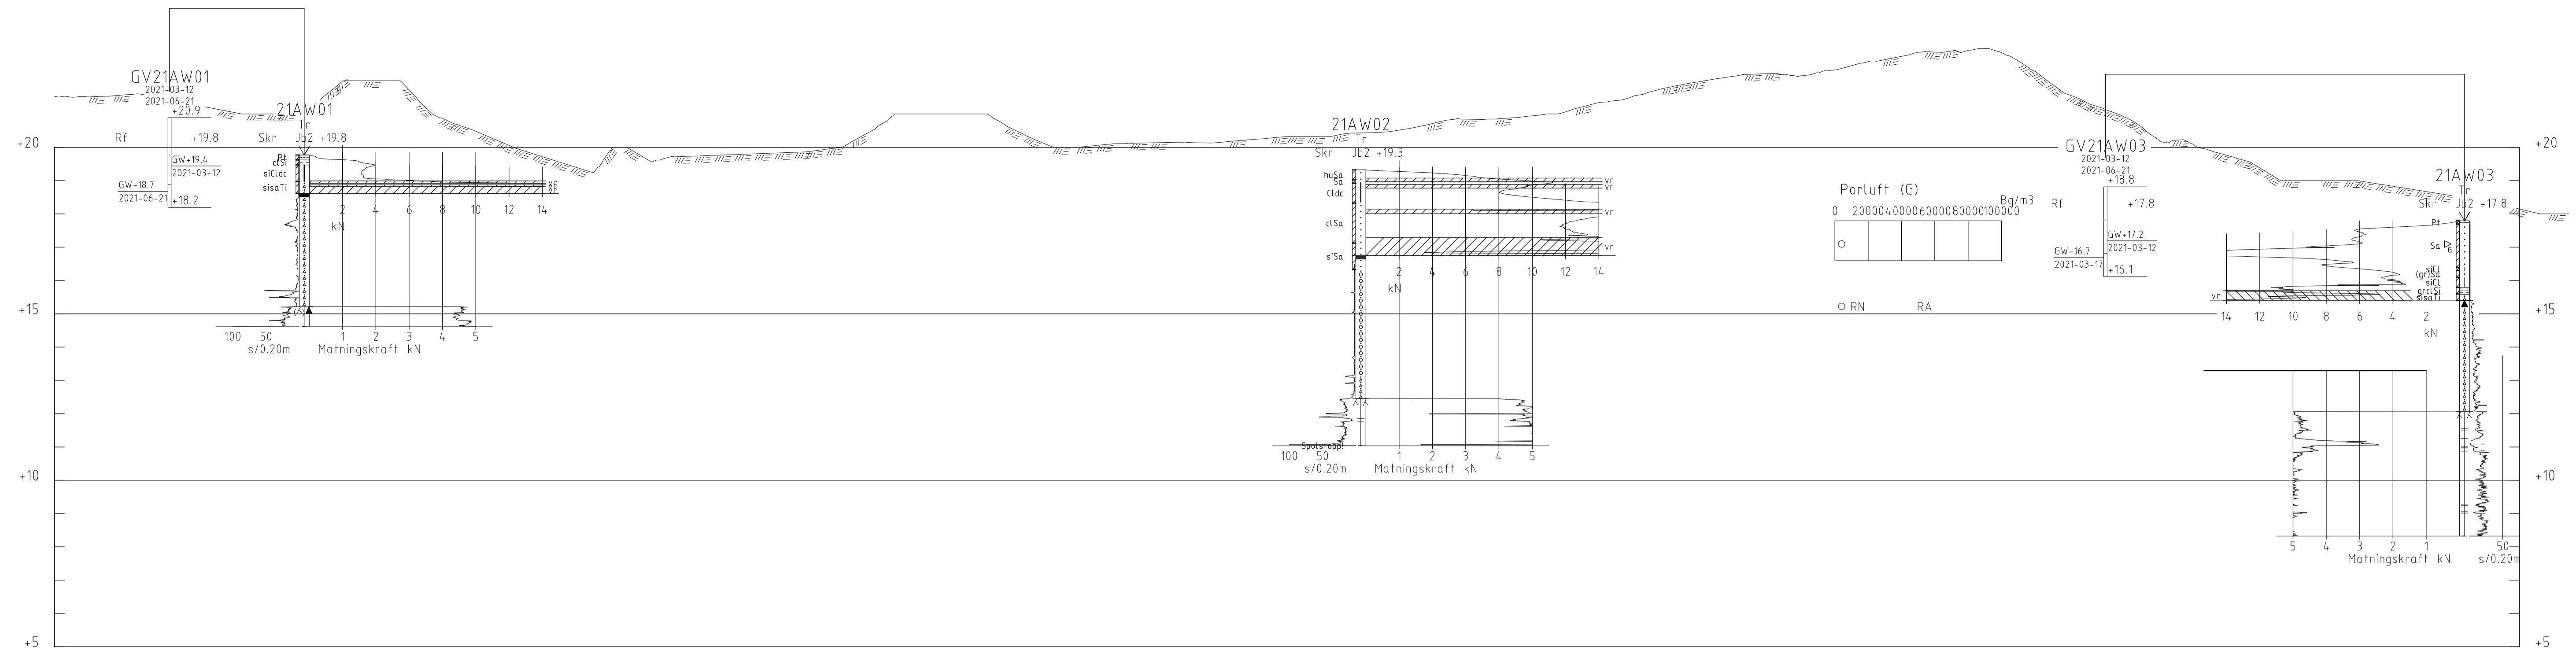 GV21AW01
2021-03-12
2021-06-21
+20.9
Rf +19.8
GW+19.4
2021-03-12
GW+18.7
2021-06-21
+18.2
21AW01
Tr
Skr Jb2 +19.8
Pt
clSi
siCldc
sisaTi
2 4 6 8 10 12 14
kN
100 50
s/0.20m
1 2 3 4 5
Matningskraft kN
21AW02
Tr
Skr Jb2 +19.3
huSa
Sa
Cldc
clSa
siSa
vr
vr
vr
vr
2 4 6 8 10 12 14
kN
Spolstopp!
100 50
s/0.20m
1 2 3 4 5
Matningskraft kN
Porluft (G)
Bq/m3
0 20000 40000 60000 80000 100000
RN RA
GV21AW03
2021-03-12
2021-06-21
+18.8
Rf +17.8
GW+17.2
2021-03-12
GW+16.7
2021-03-17
+16.1
21AW03
Tr
Skr Jb2 +17.8
Pt
Sa
G
siCl
(gr)Sa
siCl
grclSi
sisaTi
vr
14 12 10 8 6 4 2
kN
5 4 3 2 1
Matningskraft kN
50
s/0.20m
+20
+15
+10
+5
+20
+15
+10
+5